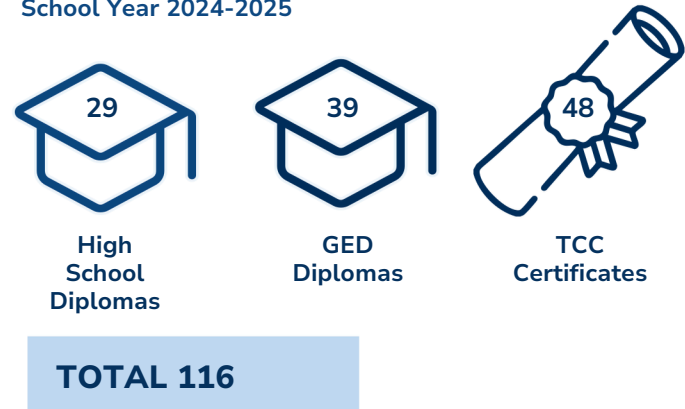 School Year 2024-2025
29
39
48
High
School
Diplomas
GED
Diplomas
TCC
Certificates
TOTAL 116